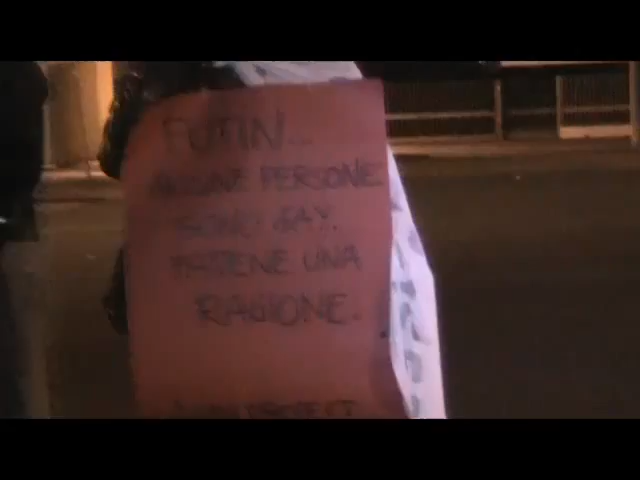 PUTIN...
ALCUNE PERSONE
SONO GAY.
FATTENE UNA
RAGIONE.